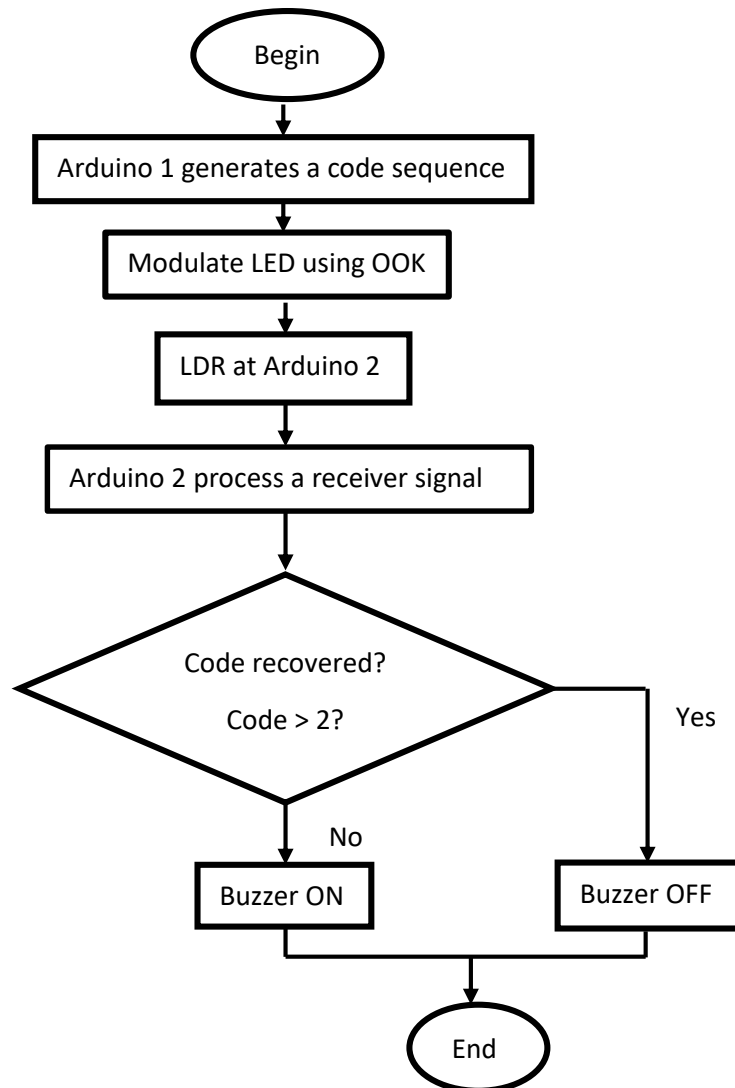 Begin
Arduino 1 generates a code sequence
Modulate LED using OOK
LDR at Arduino 2
Arduino 2 process a receiver signal
Code recovered?
Code > 2?
Yes
No
Buzzer ON
Buzzer OFF
End